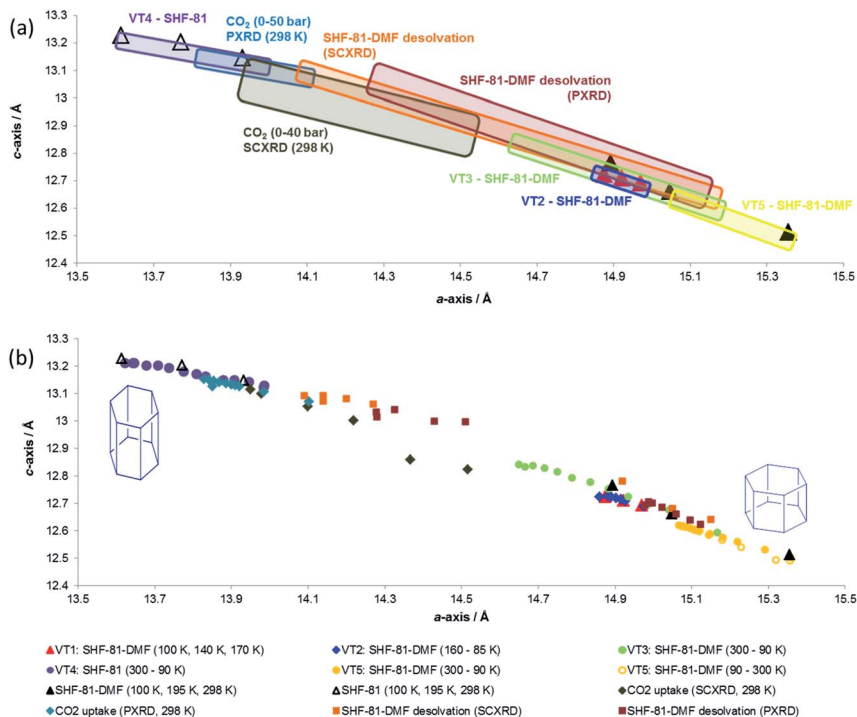 (a)
13.3
13.2
13.1
13
12.9
12.8
12.7
12.6
12.5
12.4
c-axis / Å
VT4 - SHF-81
CO₂ (0-50 bar)
PXRD (298 K)
SHF-81-DMF desolvation
(SCXRD)
SHF-81-DMF desolvation
(PXRD)
CO₂ (0-40 bar)
SCXRD (298 K)
VT3 - SHF-81-DMF
VT2 - SHF-81-DMF
VT5 - SHF-81-DMF
13.5 13.7 13.9 14.1 14.3 14.5 14.7 14.9 15.1 15.3 15.5
a-axis / Å
(b)
13.3
13.2
13.1
13
12.9
12.8
12.7
12.6
12.5
12.4
c-axis / Å
13.5 13.7 13.9 14.1 14.3 14.5 14.7 14.9 15.1 15.3 15.5
a-axis / Å
VT1: SHF-81-DMF (100 K, 140 K, 170 K) VT2: SHF-81-DMF (160 - 85 K) VT3: SHF-81-DMF (300 - 90 K)
VT4: SHF-81 (300 - 90 K) VT5: SHF-81-DMF (300 - 90 K) VT5: SHF-81-DMF (90 - 300 K)
SHF-81-DMF (100 K, 195 K, 298 K) SHF-81 (100 K, 195 K, 298 K) CO2 uptake (SCXRD, 298 K)
CO2 uptake (PXRD, 298 K) SHF-81-DMF desolvation (SCXRD) SHF-81-DMF desolvation (PXRD)